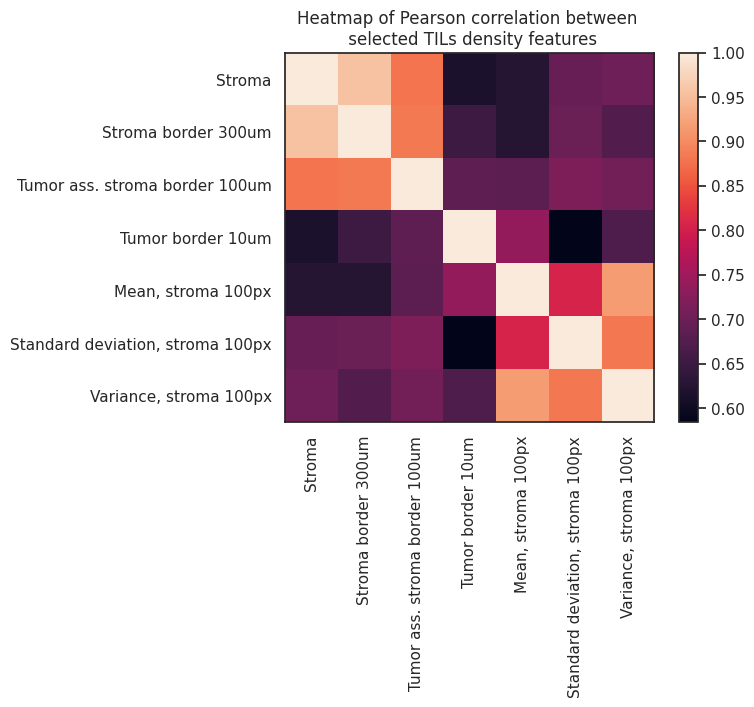 Heatmap of Pearson correlation between
selected TILs density features
Stroma
Stroma border 300um
Tumor ass. stroma border 100um
Tumor border 10um
Mean, stroma 100px
Standard deviation, stroma 100px
Variance, stroma 100px
1.00
0.95
0.90
0.85
0.80
0.75
0.70
0.65
0.60
Stroma
Stroma border 300um
Tumor ass. stroma border 100um
Tumor border 10um
Mean, stroma 100px
Standard deviation, stroma 100px
Variance, stroma 100px